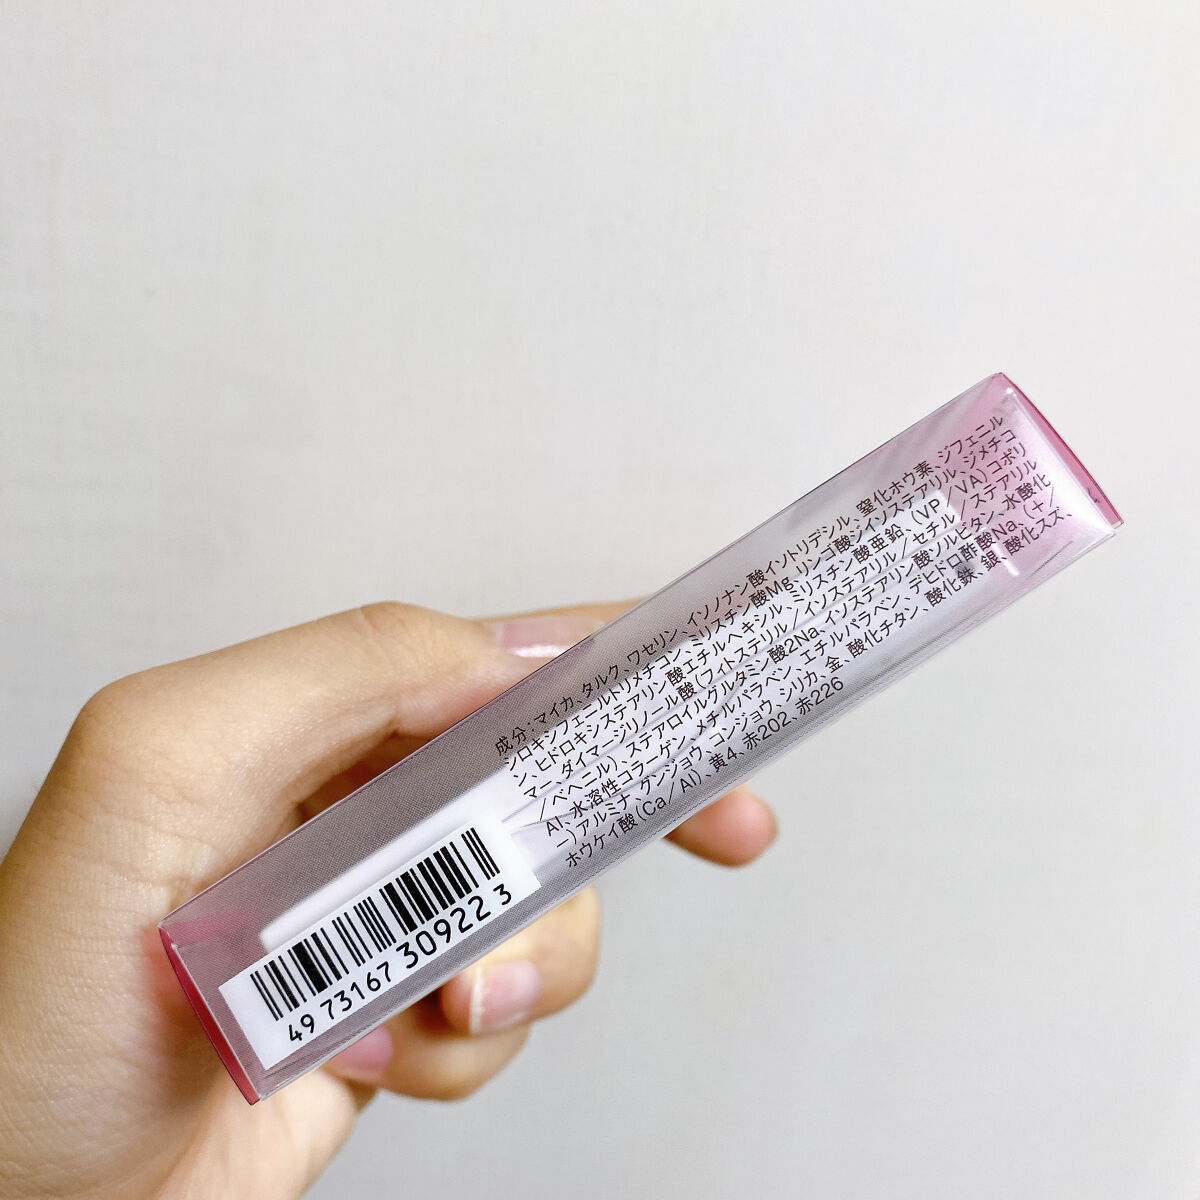 成分:マイカ、タルク、ワセリン、イソノナン酸イソトリデシル、窒化ホウ素、ジフェニル
シロキシフェニルトリメチコン、ミリスチン酸Mg、リンゴ酸ジイソステアリル、ジメチコ
ン、ヒドロキシステアリン酸エチルヘキシル、ミリスチン酸亜鉛、(VP/VA)コポリ
マー、ダイマージリノール酸(フィトステリル/イソステアリル/セチル/ステアリル
/ベヘニル)、ステアロイルグルタミン酸2Na、イソステアリン酸ソルビタン、水酸化
Al、水溶性コラーゲン、メチルパラベン、エチルパラベン、デヒドロ酢酸Na、(+/
−)アルミナ、グンジョウ、コンジョウ、シリカ、金、酸化チタン、酸化鉄、銀、酸化スズ、
ホウケイ酸(Ca/Al)、黄4、赤202、赤226
49 73167 30922 3